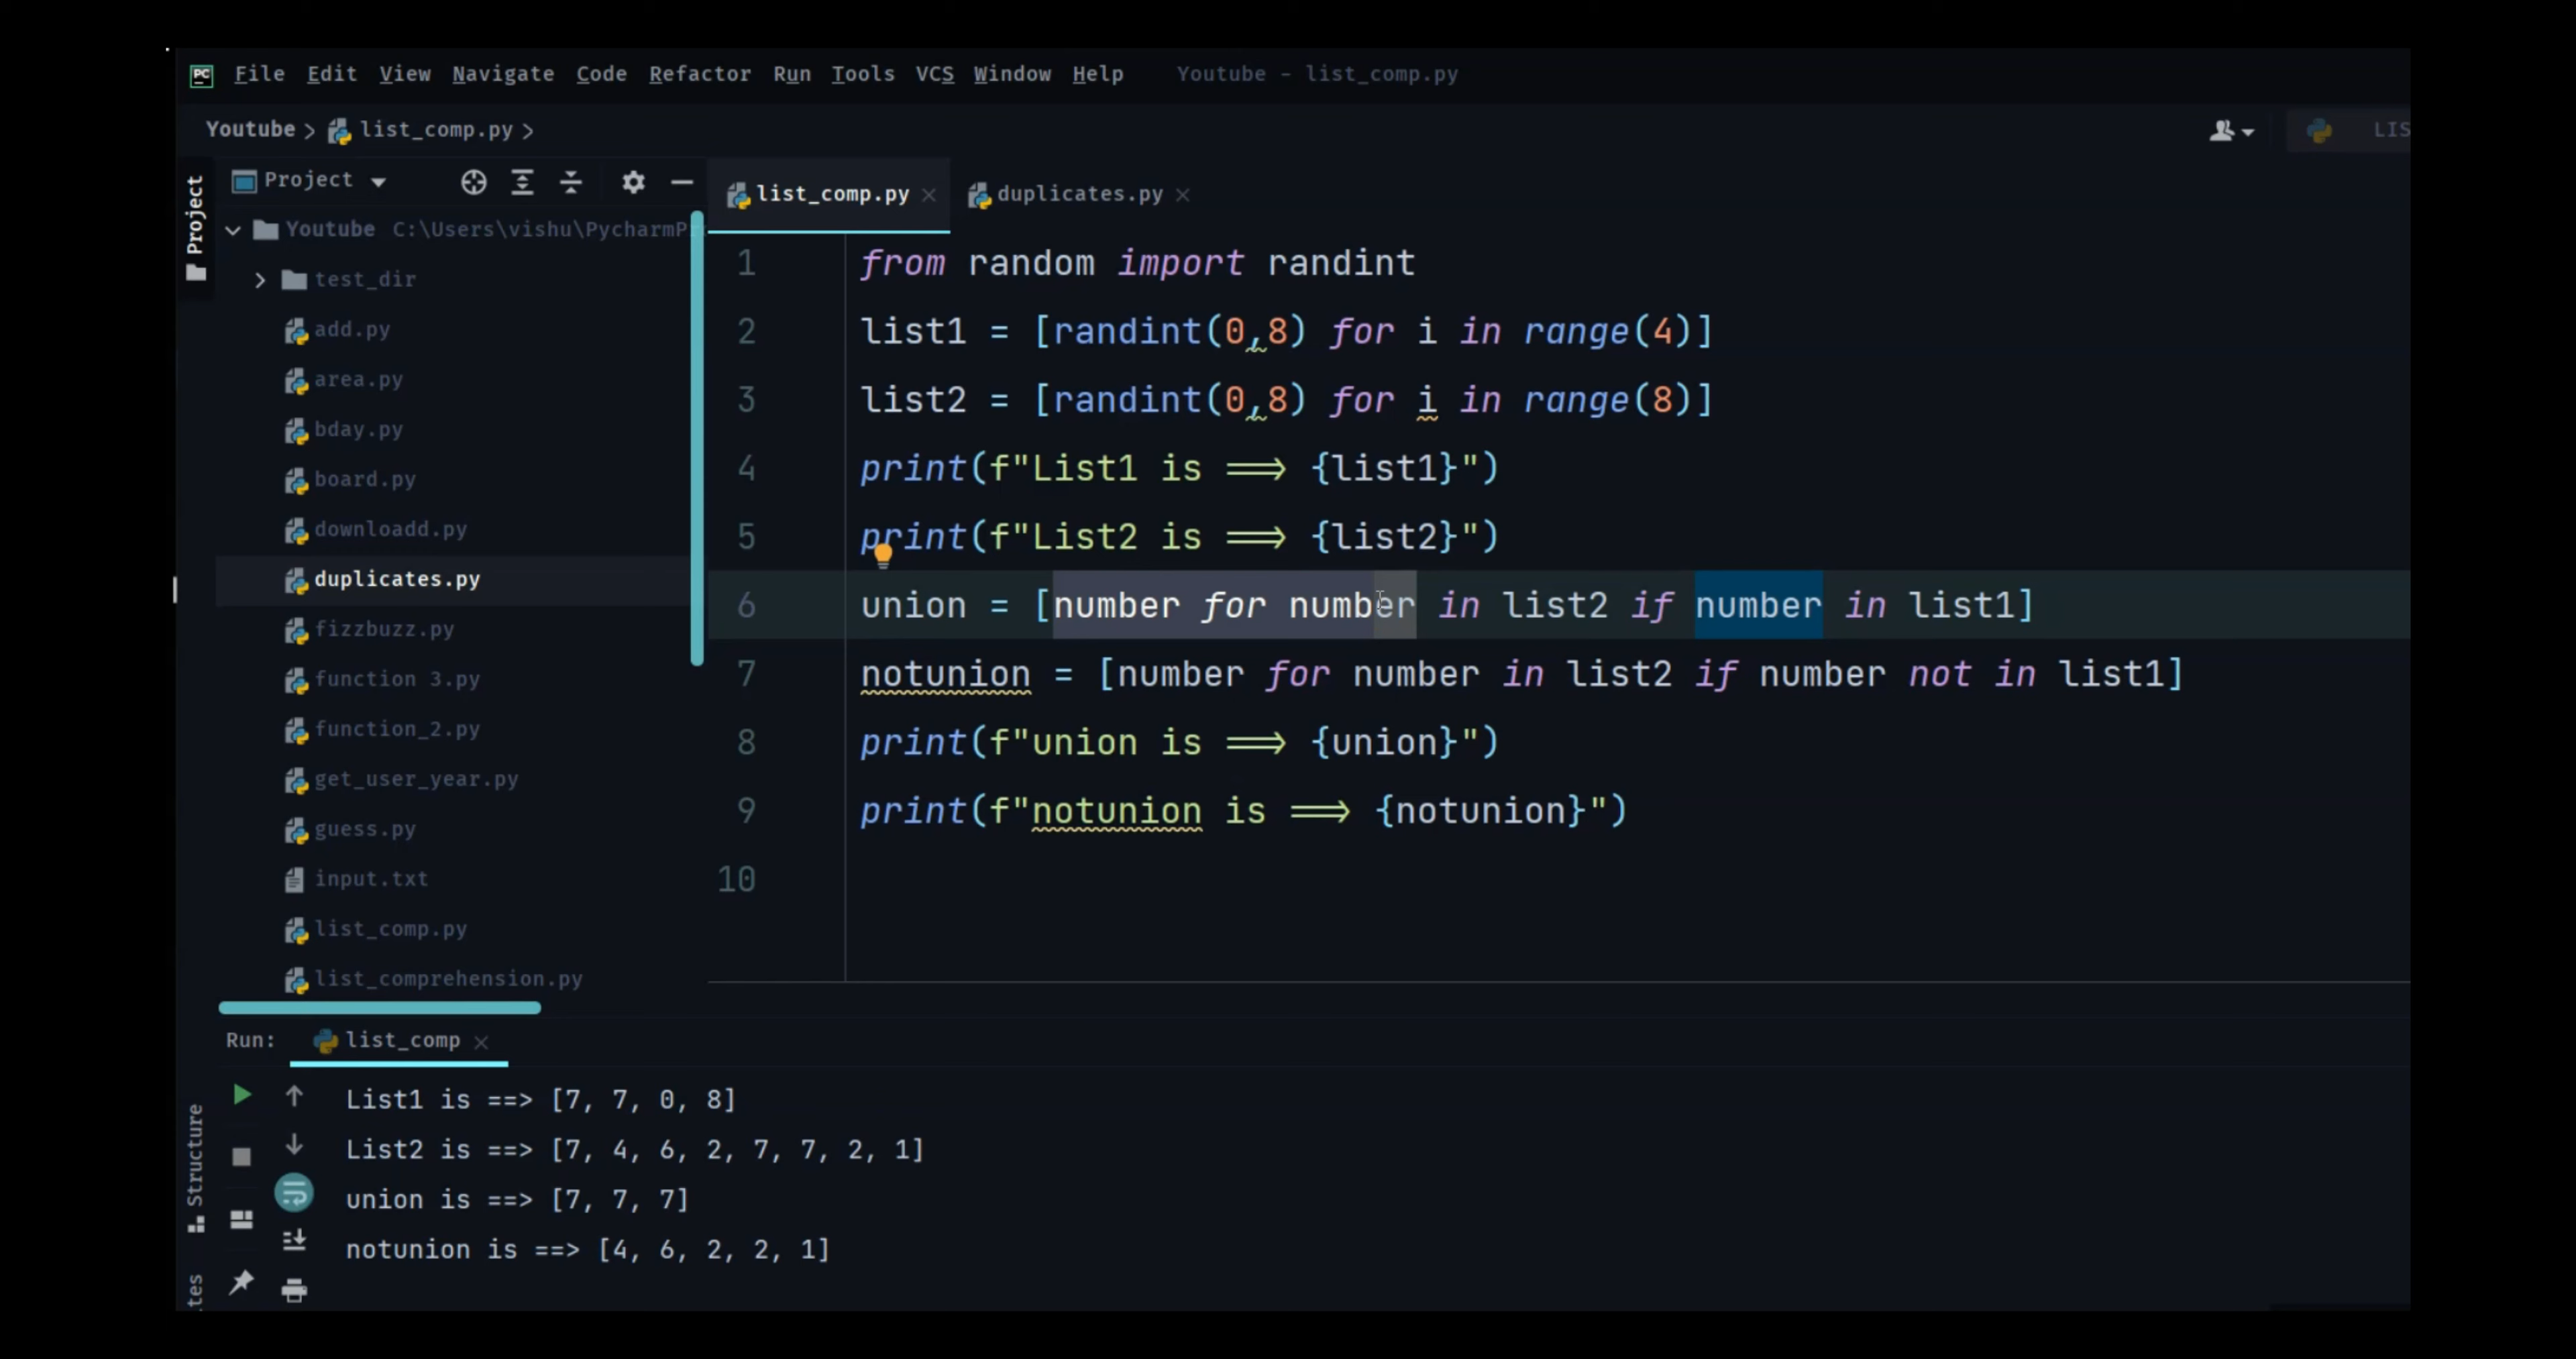 File Edit View Navigate Code Refactor Run Tools VCS Window Help Youtube - list_comp.py
Youtube > list_comp.py >
LIS
Project
Project
list_comp.py
duplicates.py
Youtube C:\Users\vishu\PycharmPr
test_dir
add.py
area.py
bday.py
board.py
downloadd.py
duplicates.py
fizzbuzz.py
function 3.py
function_2.py
get_user_year.py
guess.py
input.txt
list_comp.py
list_comprehension.py
1 from random import randint
2 list1 = [randint(0,8) for i in range(4)]
3 list2 = [randint(0,8) for i in range(8)]
4 print(f"List1 is ==> {list1}")
5 print(f"List2 is ==> {list2}")
6 union = [number for number in list2 if number in list1]
7 notunion = [number for number in list2 if number not in list1]
8 print(f"union is ==> {union}")
9 print(f"notunion is ==> {notunion}")
10
Run: list_comp
Structure
List1 is ==> [7, 7, 0, 8]
List2 is ==> [7, 4, 6, 2, 7, 7, 2, 1]
union is ==> [7, 7, 7]
notunion is ==> [4, 6, 2, 2, 1]